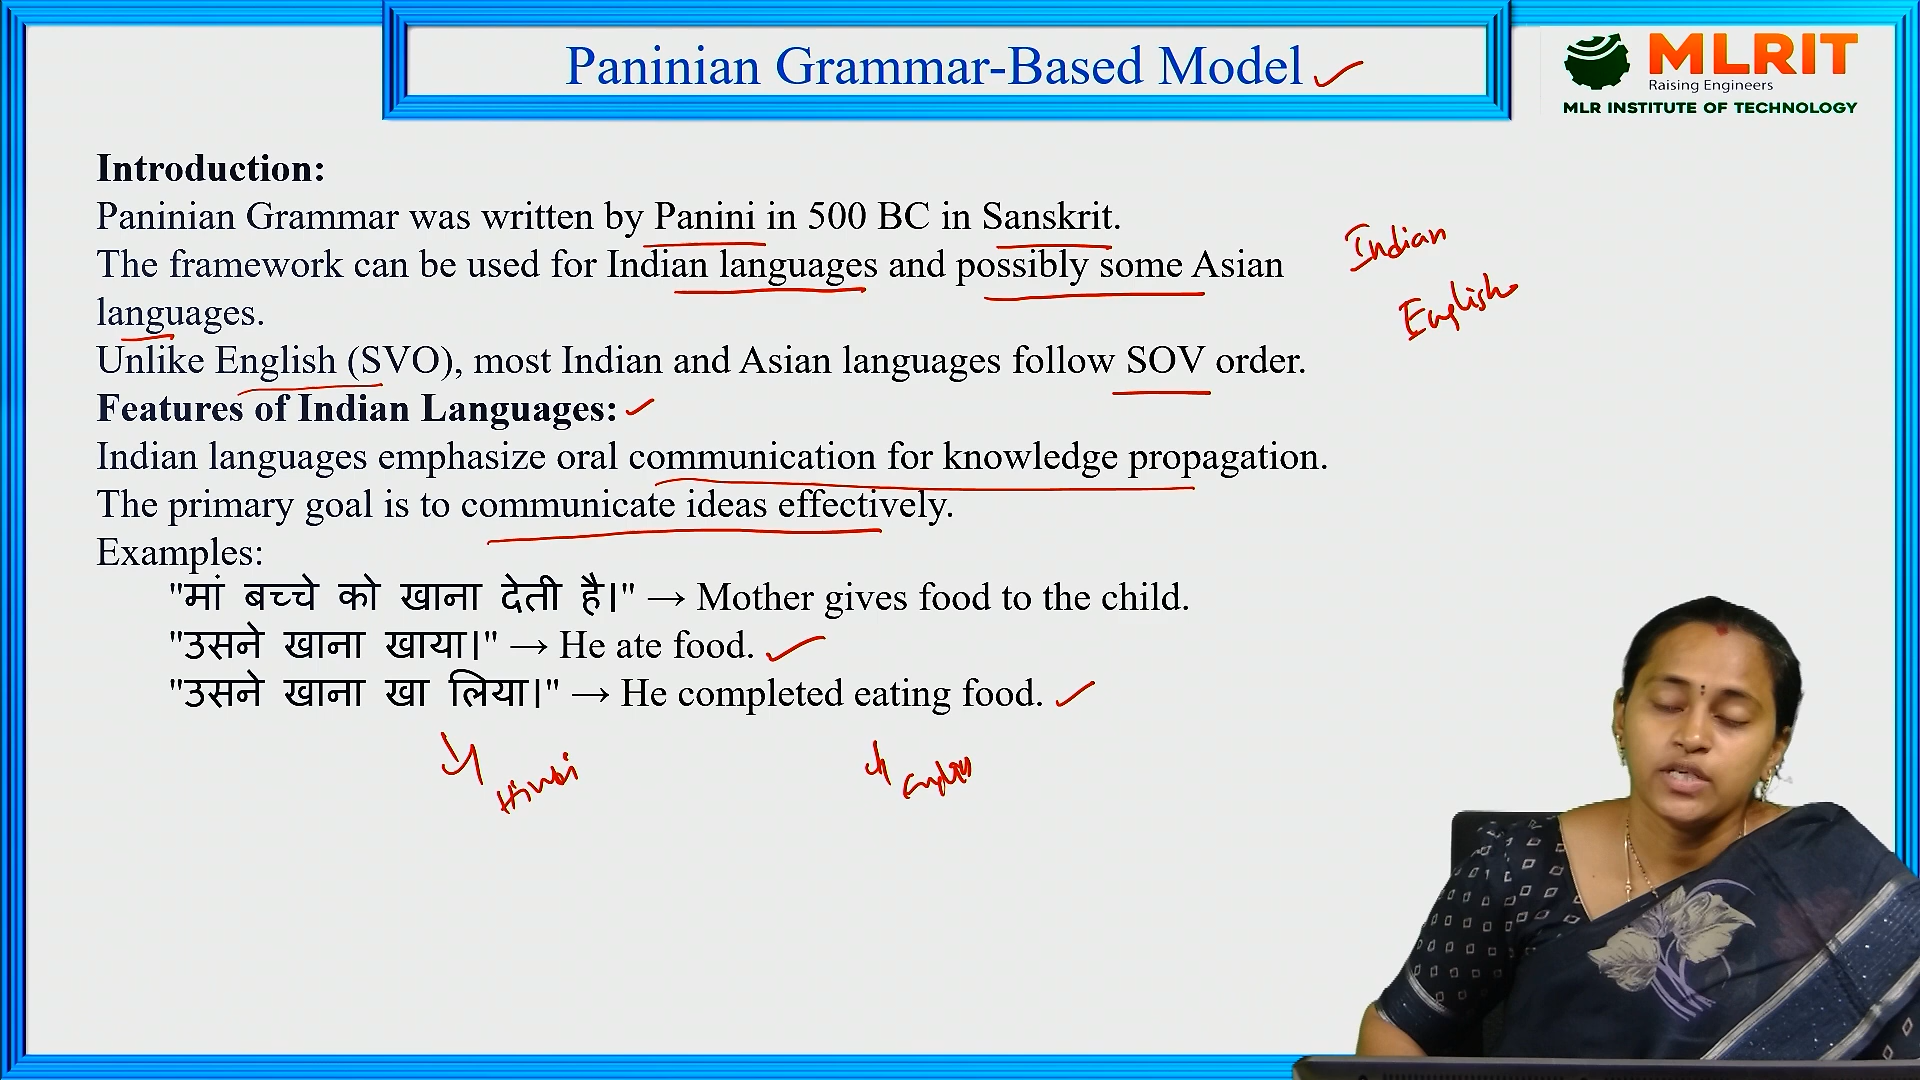 Paninian Grammar-Based Model
MLRIT
Raising Engineers
MLR INSTITUTE OF TECHNOLOGY
Introduction:
Paninian Grammar was written by Panini in 500 BC in Sanskrit.
The framework can be used for Indian languages and possibly some Asian
languages.
Unlike English (SVO), most Indian and Asian languages follow SOV order.
Features of Indian Languages:
Indian languages emphasize oral communication for knowledge propagation.
The primary goal is to communicate ideas effectively.
Examples:
"मां बच्चे को खाना देती है।" → Mother gives food to the child.
"उसने खाना खाया।" → He ate food.
"उसने खाना खा लिया।" → He completed eating food.
Indian
English
Hindi
English